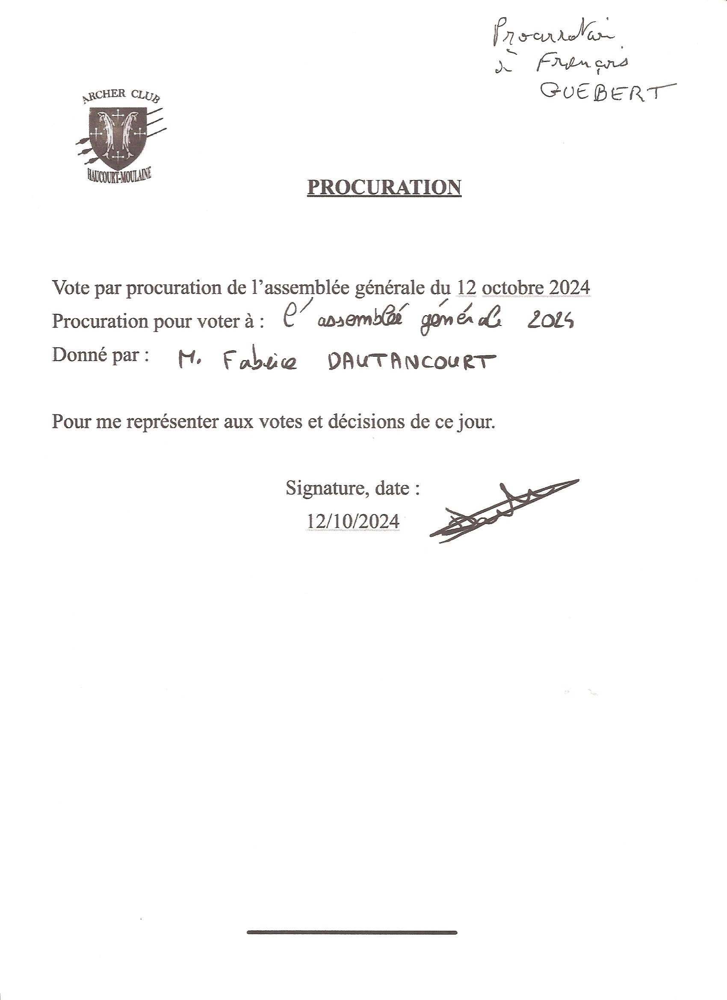 Procuration
à François
GUEBERT
ARCHER CLUB
HAUCOURT-MOULAINE
PROCURATION
Vote par procuration de l’assemblée générale du 12 octobre 2024
Procuration pour voter à : l'assemblée générale 2024
Donné par : M. Fabrice DAUTANCOURT
Pour me représenter aux votes et décisions de ce jour.
Signature, date :
12/10/2024